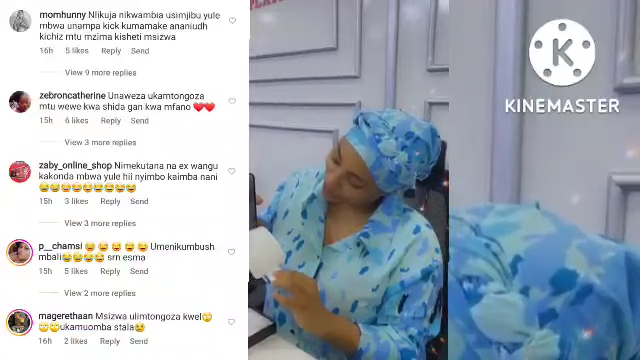 momhunny Nlikuja nikwambia usimjibu yule
mbwa unampa kick kumamake ananiudh
kichiz mtu mzima kisheti msizwa
16h 5 likes Reply Send
View 9 more replies
zebroncatherine Unaweza ukamtongoza
mtu wewe kwa shida gan kwa mfano ❤️❤️
15h 6 likes Reply Send
View 3 more replies
zaby_online_shop Nimekutana na ex wangu
kakonda mbwa yule hii nyimbo kaimba nani
15h 3 likes Reply Send
View 3 more replies
p__chamsi Umenikumbush
mbali srn esma
15h 5 likes Reply Send
View 2 more replies
magerethaan Msizwa ulimtongoza kwel
ukamuomba stala
16h 2 likes Reply Send
KINEMASTER